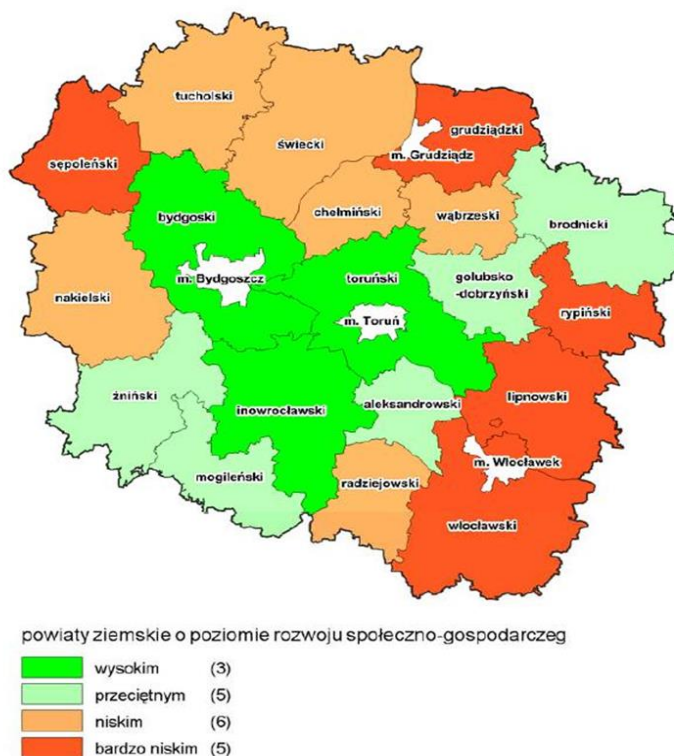 tucholski
świecki
grudziądzki
m. Grudziądz
sępoleński
chełmiński
wąbrzeski
brodnicki
bydgoski
m. Bydgoszcz
toruński
golubsko
-dobrzyński
nakielski
m. Toruń
rypiński
żniński
inowrocławski
aleksandrowski
lipnowski
mogileński
radziejowski
m. Włocławek
włocławski
powiaty ziemskie o poziomie rozwoju społeczno-gospodarczeg
wysokim (3)
przeciętnym (5)
niskim (6)
bardzo niskim (5)